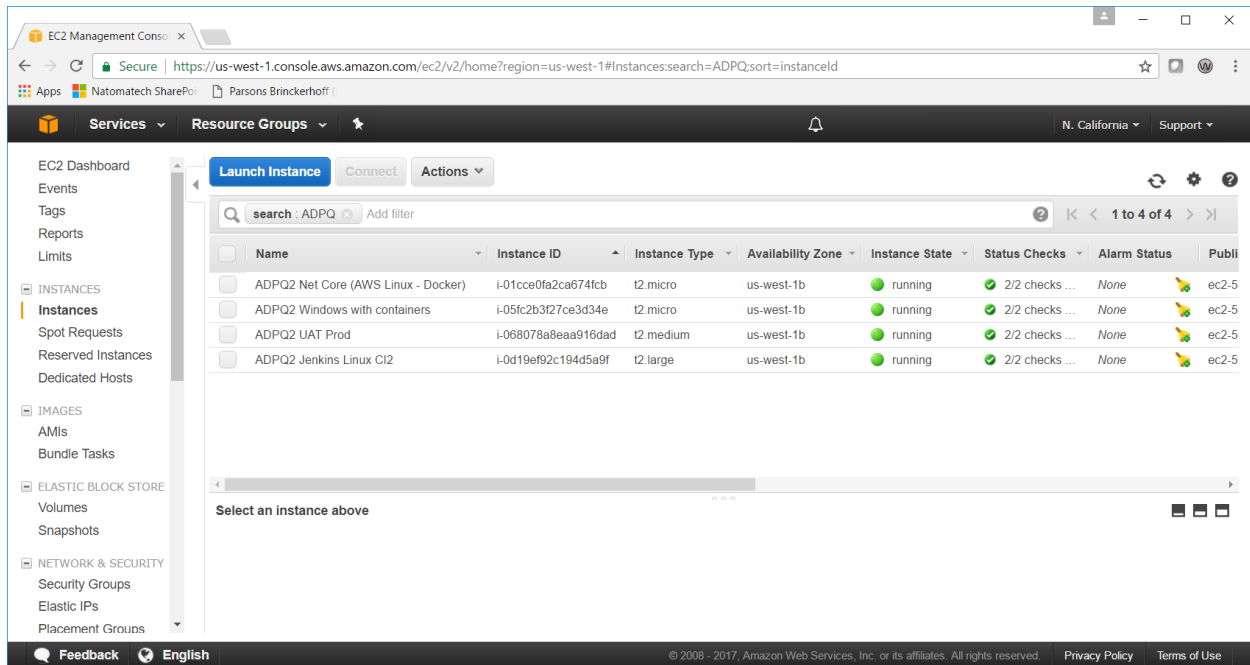 EC2 Management Conso
Secure https://us-west-1.console.aws.amazon.com/ec2/v2/home?region=us-west-1#Instances:search=ADPQ;sort=instanceId
Apps Natomatech SharePoi Parsons Brinckerhoff (
Services Resource Groups N. California Support
EC2 Dashboard
Events
Tags
Reports
Limits
INSTANCES
Instances
Spot Requests
Reserved Instances
Dedicated Hosts
IMAGES
AMIs
Bundle Tasks
ELASTIC BLOCK STORE
Volumes
Snapshots
NETWORK & SECURITY
Security Groups
Elastic IPs
Placement Groups
Launch Instance Connect Actions
search : ADPQ Add filter 1 to 4 of 4
Name Instance ID Instance Type Availability Zone Instance State Status Checks Alarm Status Publi
ADPQ2 Net Core (AWS Linux - Docker) i-01cce0fa2ca674fcb t2.micro us-west-1b running 2/2 checks ... None ec2-5
ADPQ2 Windows with containers i-05fc2b3f27ce3d34e t2.micro us-west-1b running 2/2 checks ... None ec2-5
ADPQ2 UAT Prod i-068078a8eaa916dad t2.medium us-west-1b running 2/2 checks ... None ec2-5
ADPQ2 Jenkins Linux CI2 i-0d19ef92c194d5a9f t2.large us-west-1b running 2/2 checks ... None ec2-5
Select an instance above
Feedback English © 2008 - 2017, Amazon Web Services, Inc. or its affiliates. All rights reserved. Privacy Policy Terms of Use